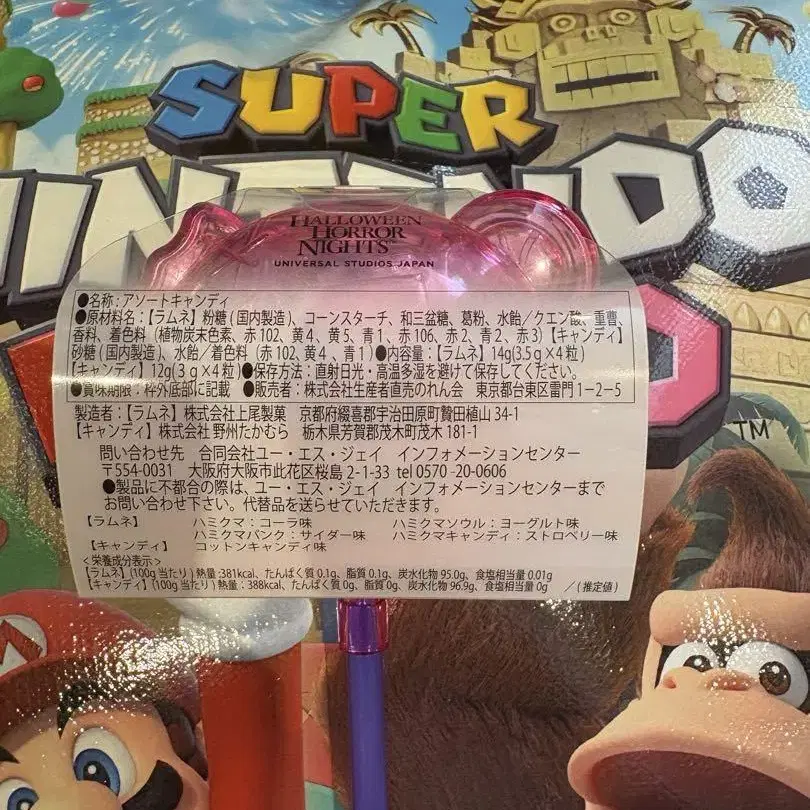 SUPER
NINTENDO
TM
HALLOWEEN
HORROR
NIGHTS™
UNIVERSAL STUDIOS JAPAN
●名称：アソートキャンディ
●原材料名：【ラムネ】粉糖（国内製造）、コーンスターチ、和三盆糖、葛粉、水飴／クエン酸、重曹、
香料、着色料（植物炭末色素、赤102、黄4、黄5、青1、赤106、赤2、青2、赤3）【キャンディ】
砂糖（国内製造）、水飴／着色料（赤102、黄4、青1）●内容量：【ラムネ】14g（3.5g×4粒）
【キャンディ】12g（3g×4粒）●保存方法：直射日光・高温多湿を避けて保存してください。
●賞味期限：枠外底部に記載 ●販売者：株式会社生産者直売のれん会 東京都台東区雷門1−2−5
製造者：【ラムネ】株式会社上尾製菓 京都府綴喜郡宇治田原町贄田植山34-1
【キャンディ】株式会社 野州たかむら 栃木県芳賀郡茂木町茂木181-1
問い合わせ先 合同会社ユー・エス・ジェイ インフォメーションセンター
〒554-0031 大阪府大阪市此花区桜島2-1-33 tel 0570-20-0606
●製品に不都合の際は、ユー・エス・ジェイ インフォメーションセンターまで
お問い合わせ下さい。代替品を送らせていただきます。
【ラムネ】 ハミクマ：コーラ味 ハミクマソウル：ヨーグルト味
ハミクマパンク：サイダー味 ハミクマキャンディ：ストロベリー味
【キャンディ】 コットンキャンディ味
＜栄養成分表示＞
【ラムネ】（100g当たり）熱量：381kcal、たんぱく質0.1g、脂質0.1g、炭水化物95.0g、食塩相当量0.01g
【キャンディ】（100g当たり）熱量：388kcal、たんぱく質0g、脂質0g、炭水化物96.9g、食塩相当量0g ／（推定値）
M